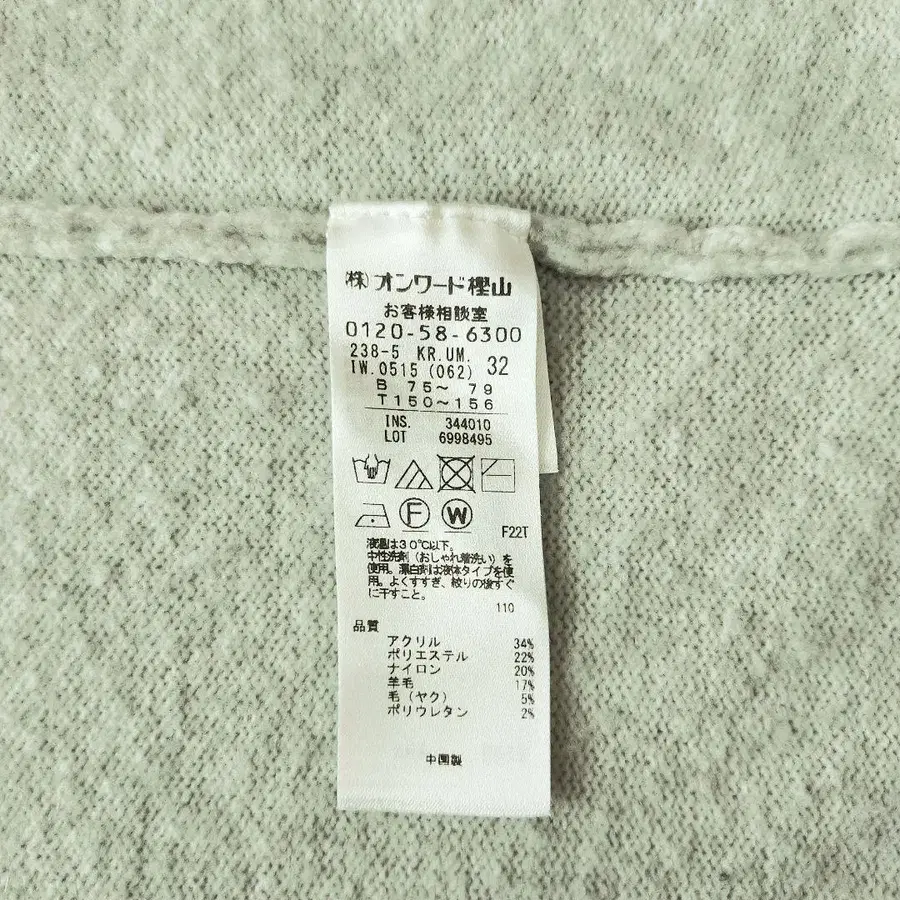 (株)オンワード樫山
お客様相談室
0120-58-6300
238-5 KR.UM. 32
IW.0515 (062)
B 75~ 79
T150~156
INS. 344010
LOT 6998495
F W
F22T
液温は30℃以下。
中性洗剤(おしゃれ着洗い)を
使用。漂白剤は液体タイプを使
用。よくすすぎ、絞りの後すぐ
に干すこと。
110
品質
アクリル 34%
ポリエステル 22%
ナイロン 20%
羊毛 17%
毛(ヤク) 5%
ポリウレタン 2%
中国製